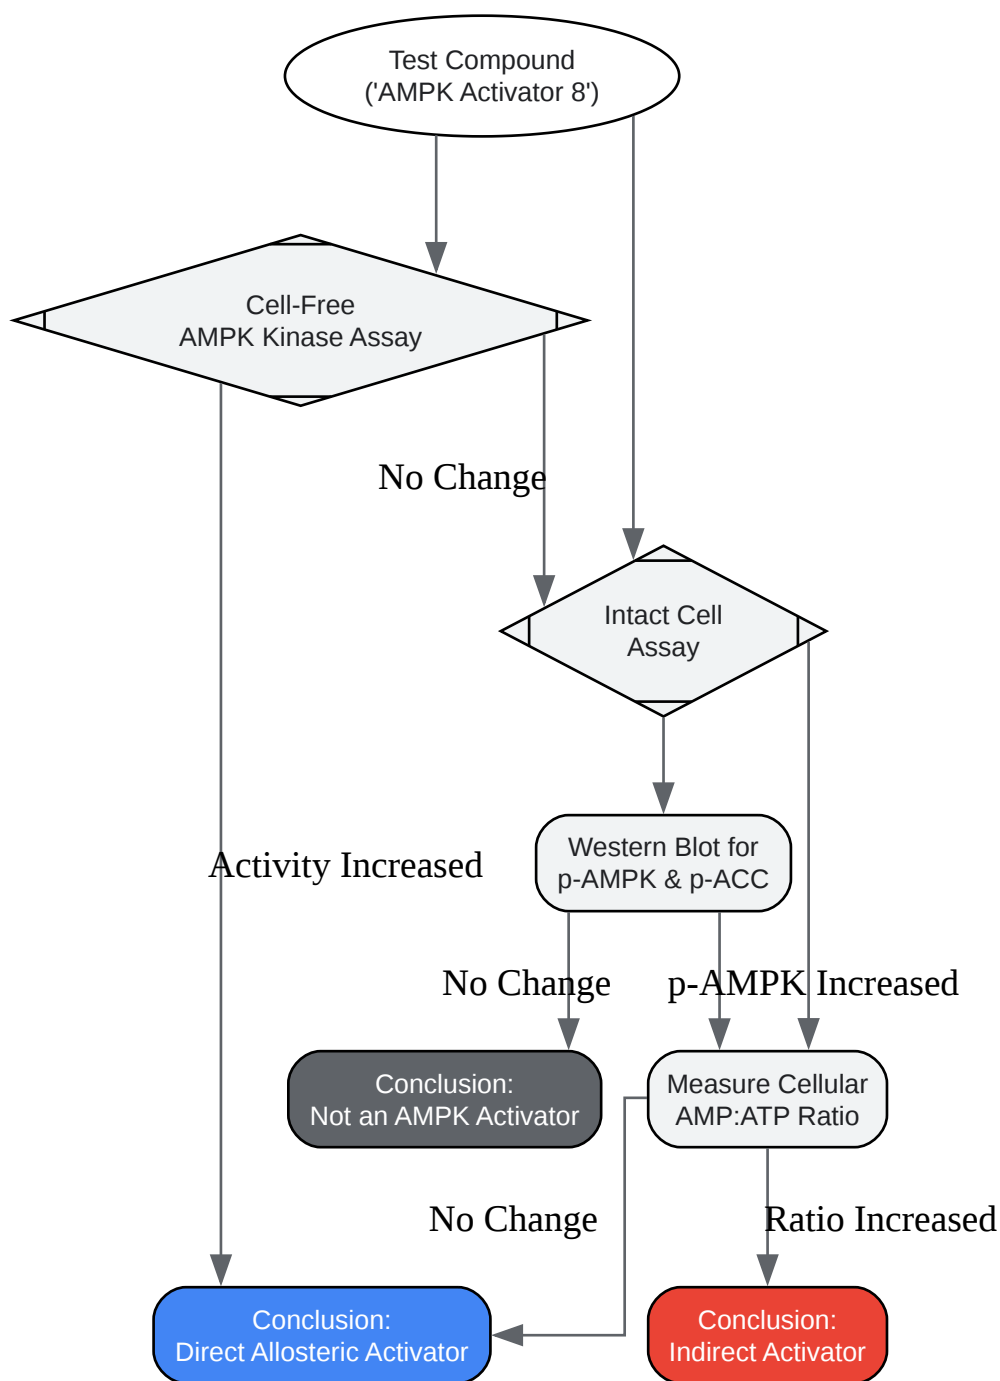 Test Compound
('AMPK Activator 8')
Cell-Free
AMPK Kinase Assay
No Change
Intact Cell
Assay
Western Blot for
p-AMPK & p-ACC
Activity Increased
No Change
p-AMPK Increased
Conclusion:
Not an AMPK Activator
Measure Cellular
AMP:ATP Ratio
No Change
Ratio Increased
Conclusion:
Direct Allosteric Activator
Conclusion:
Indirect Activator